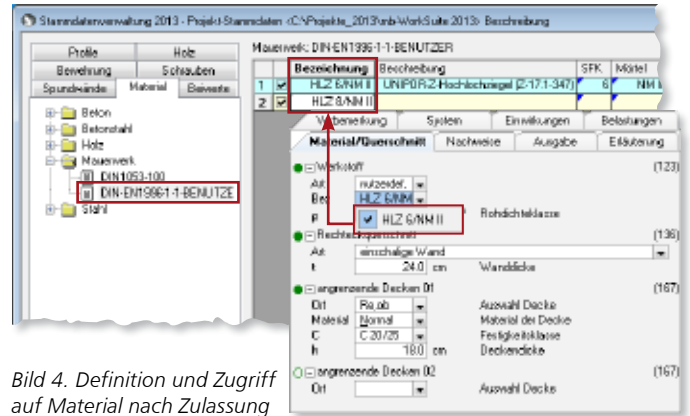 Stammdatenverwaltung 2013 - Projekt-Stammdaten <C:\Projekte_2013\mb-WorkSuite 2013> Beschreibung
Profile Holz
Bewehrung Schrauben
Spundwände Material Beiwerte
Beton
Betonstahl
Holz
Mauerwerk
DIN1053-100
DIN-EN1996-1-1-BENUTZE
Stahl
Mauerwerk: DIN-EN1996-1-1-BENUTZER
Bezeichnung Beschreibung SFK Mörtel
1 HLZ 6/NM II UNIPOR-Z-Hochlochziegel (Z-17.1-347) 6 NM
2 HLZ 8/NM II
Vorbemerkung System Einwirkungen Belastungen
Material/Querschnitt Nachweise Ausgabe Erläuterung
Werkstoff (123)
Art nutzerdef.
Bez HLZ 6/NM
HLZ 6/NM II
Rohdichteklasse
Rechteckquerschnitt (136)
Art einschalige Wand
t 24.0 cm Wanddicke
angrenzende Decken 01 (167)
Ort Re,ob Auswahl Decke
Material Normal Material der Decke
C C 20/25 Festigkeitsklasse
h 18.0 cm Deckendicke
angrenzende Decken 02 (167)
Ort Auswahl Decke
Bild 4. Definition und Zugriff
auf Material nach Zulassung